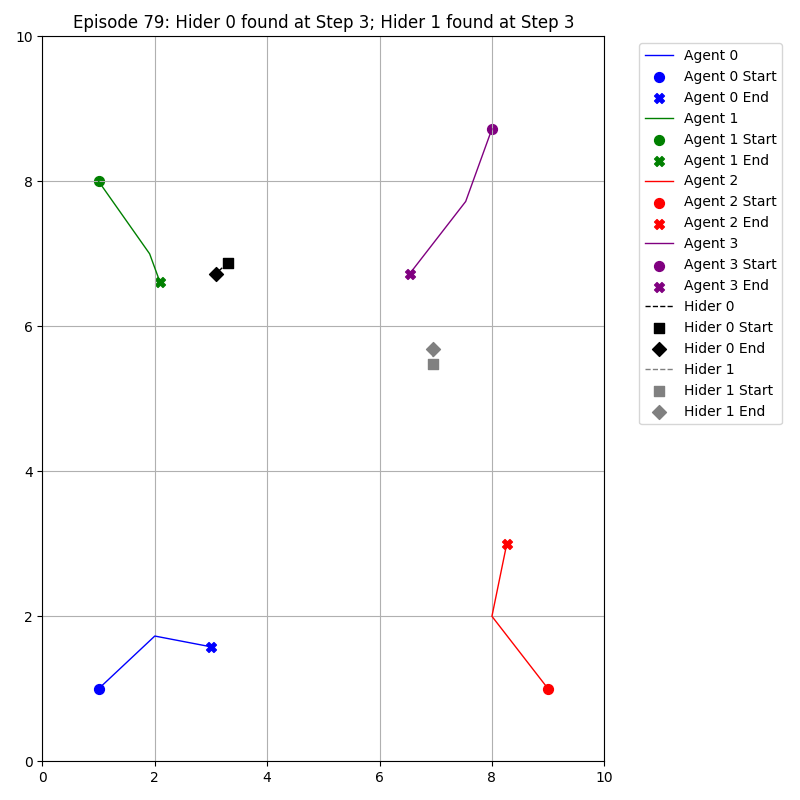 Episode 79: Hider 0 found at Step 3; Hider 1 found at Step 3
10
8
6
4
2
0
0 2 4 6 8 10
Agent 0
Agent 0 Start
Agent 0 End
Agent 1
Agent 1 Start
Agent 1 End
Agent 2
Agent 2 Start
Agent 2 End
Agent 3
Agent 3 Start
Agent 3 End
Hider 0
Hider 0 Start
Hider 0 End
Hider 1
Hider 1 Start
Hider 1 End